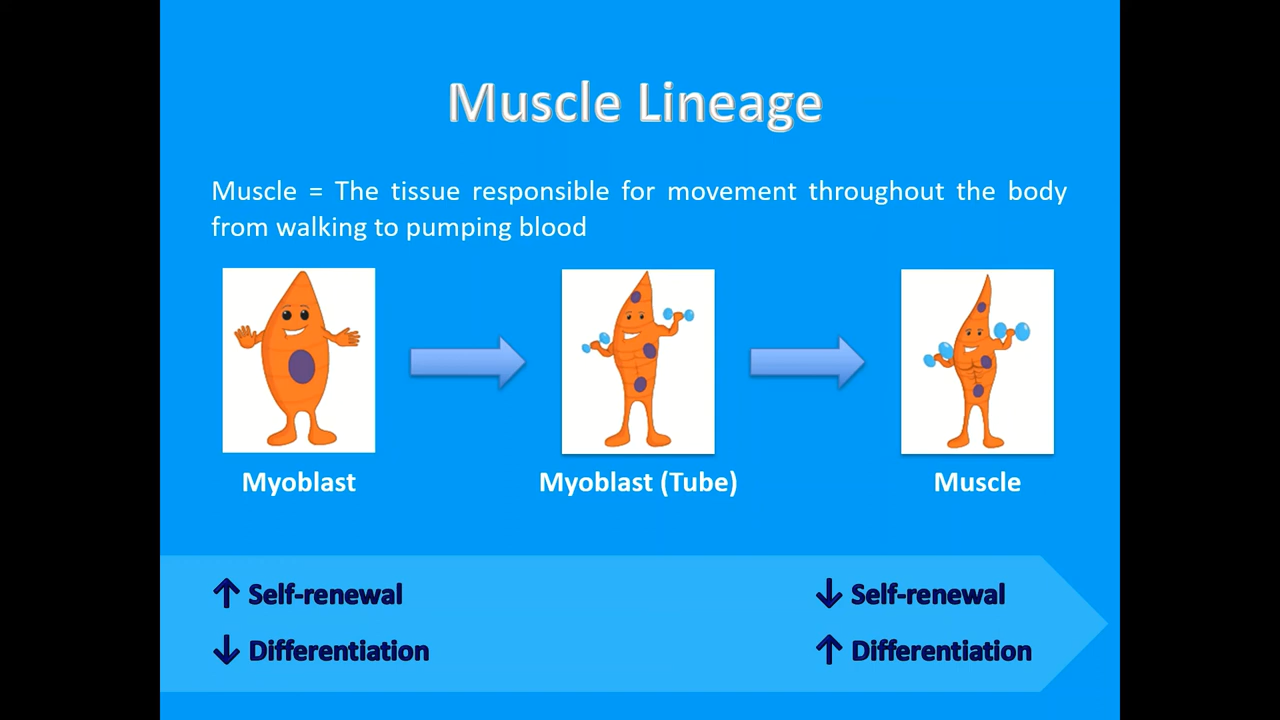 Muscle Lineage
Muscle = The tissue responsible for movement throughout the body
from walking to pumping blood
Myoblast
Myoblast (Tube)
Muscle
↑ Self-renewal
↓ Differentiation
↓ Self-renewal
↑ Differentiation